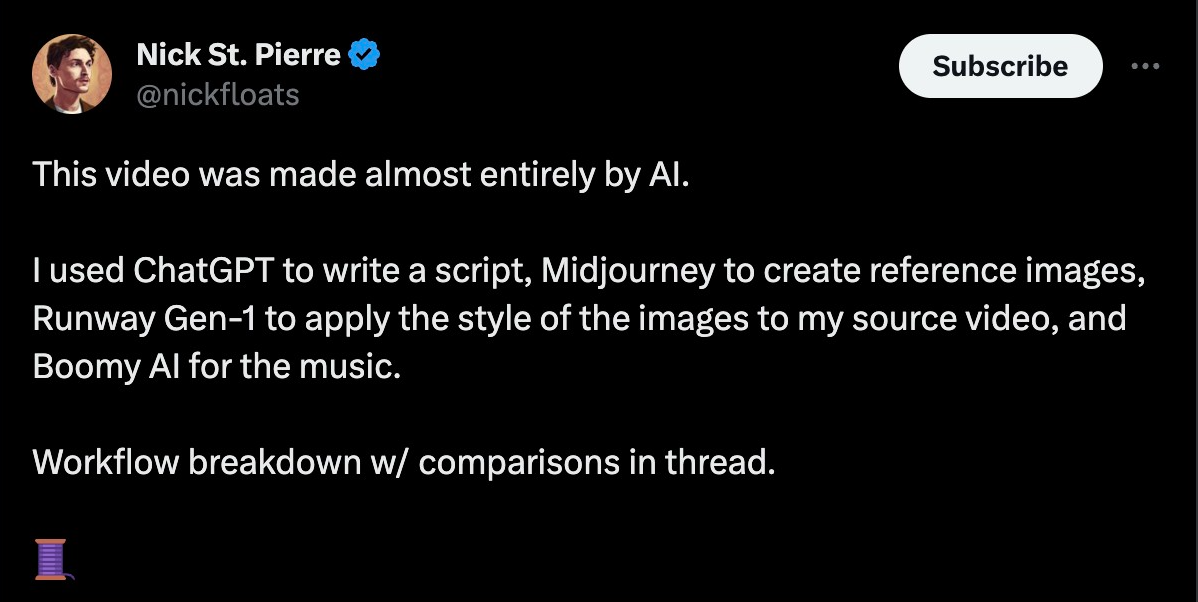 Nick St. Pierre
@nickfloats
Subscribe
This video was made almost entirely by AI.
I used ChatGPT to write a script, Midjourney to create reference images,
Runway Gen-1 to apply the style of the images to my source video, and
Boomy AI for the music.
Workflow breakdown w/ comparisons in thread.